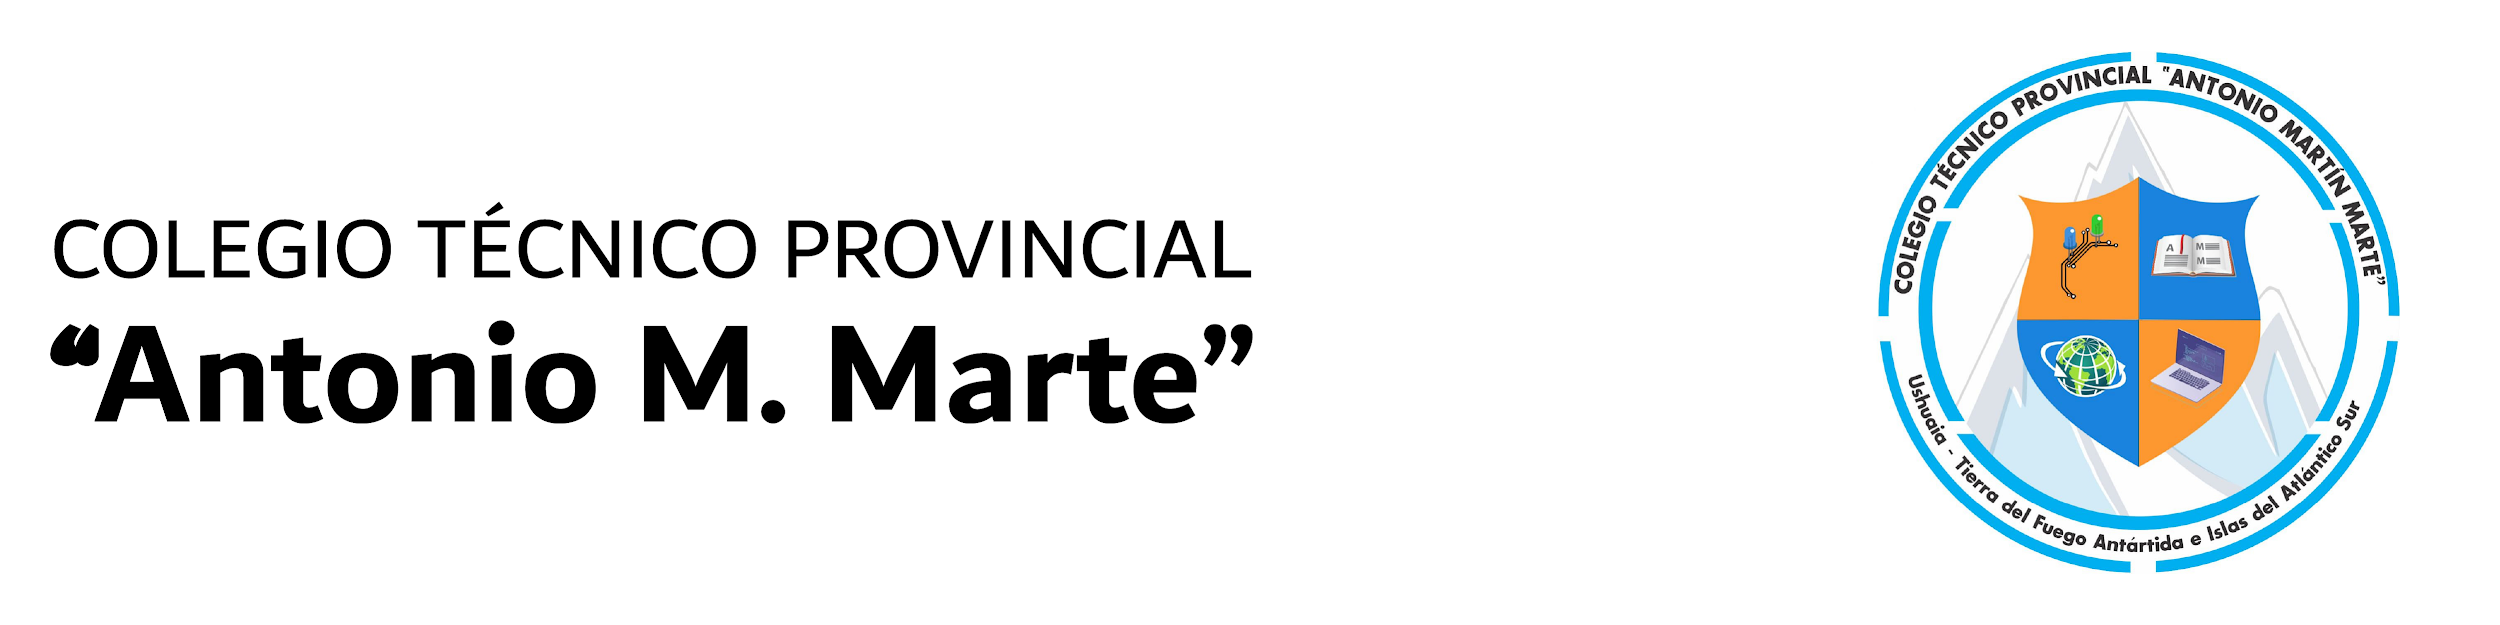 COLEGIO TÉCNICO PROVINCIAL
“Antonio M. Marte”
COLEGIO TÉCNICO PROVINCIAL "ANTONIO MARTÍN MARTE”
A M
M
Ushuaia - Tierra del Fuego Antártida e Islas del Atlántico Sur